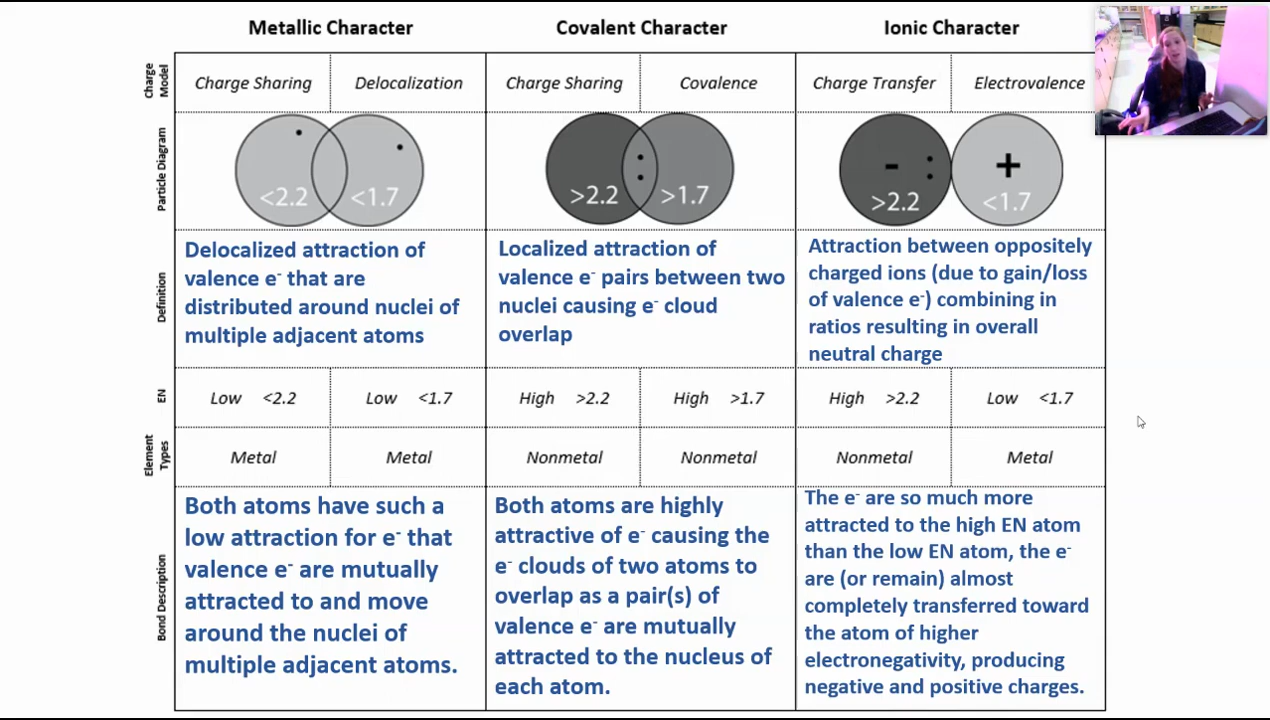 Metallic Character
Covalent Character
Ionic Character
Charge Model
Charge Sharing
Delocalization
Charge Sharing
Covalence
Charge Transfer
Electrovalence
Particle Diagram
<2.2
<1.7
:
>2.2
>1.7
- :
>2.2
+
<1.7
Definition
Delocalized attraction of
valence e⁻ that are
distributed around nuclei of
multiple adjacent atoms
Localized attraction of
valence e⁻ pairs between two
nuclei causing e⁻ cloud
overlap
Attraction between oppositely
charged ions (due to gain/loss
of valence e⁻) combining in
ratios resulting in overall
neutral charge
EN
Low <2.2
Low <1.7
High >2.2
High >1.7
High >2.2
Low <1.7
Element Types
Metal
Metal
Nonmetal
Nonmetal
Nonmetal
Metal
Bond Description
Both atoms have such a
low attraction for e⁻ that
valence e⁻ are mutually
attracted to and move
around the nuclei of
multiple adjacent atoms.
Both atoms are highly
attractive of e⁻ causing the
e⁻ clouds of two atoms to
overlap as a pair(s) of
valence e⁻ are mutually
attracted to the nucleus of
each atom.
The e⁻ are so much more
attracted to the high EN atom
than the low EN atom, the e⁻
are (or remain) almost
completely transferred toward
the atom of higher
electronegativity, producing
negative and positive charges.